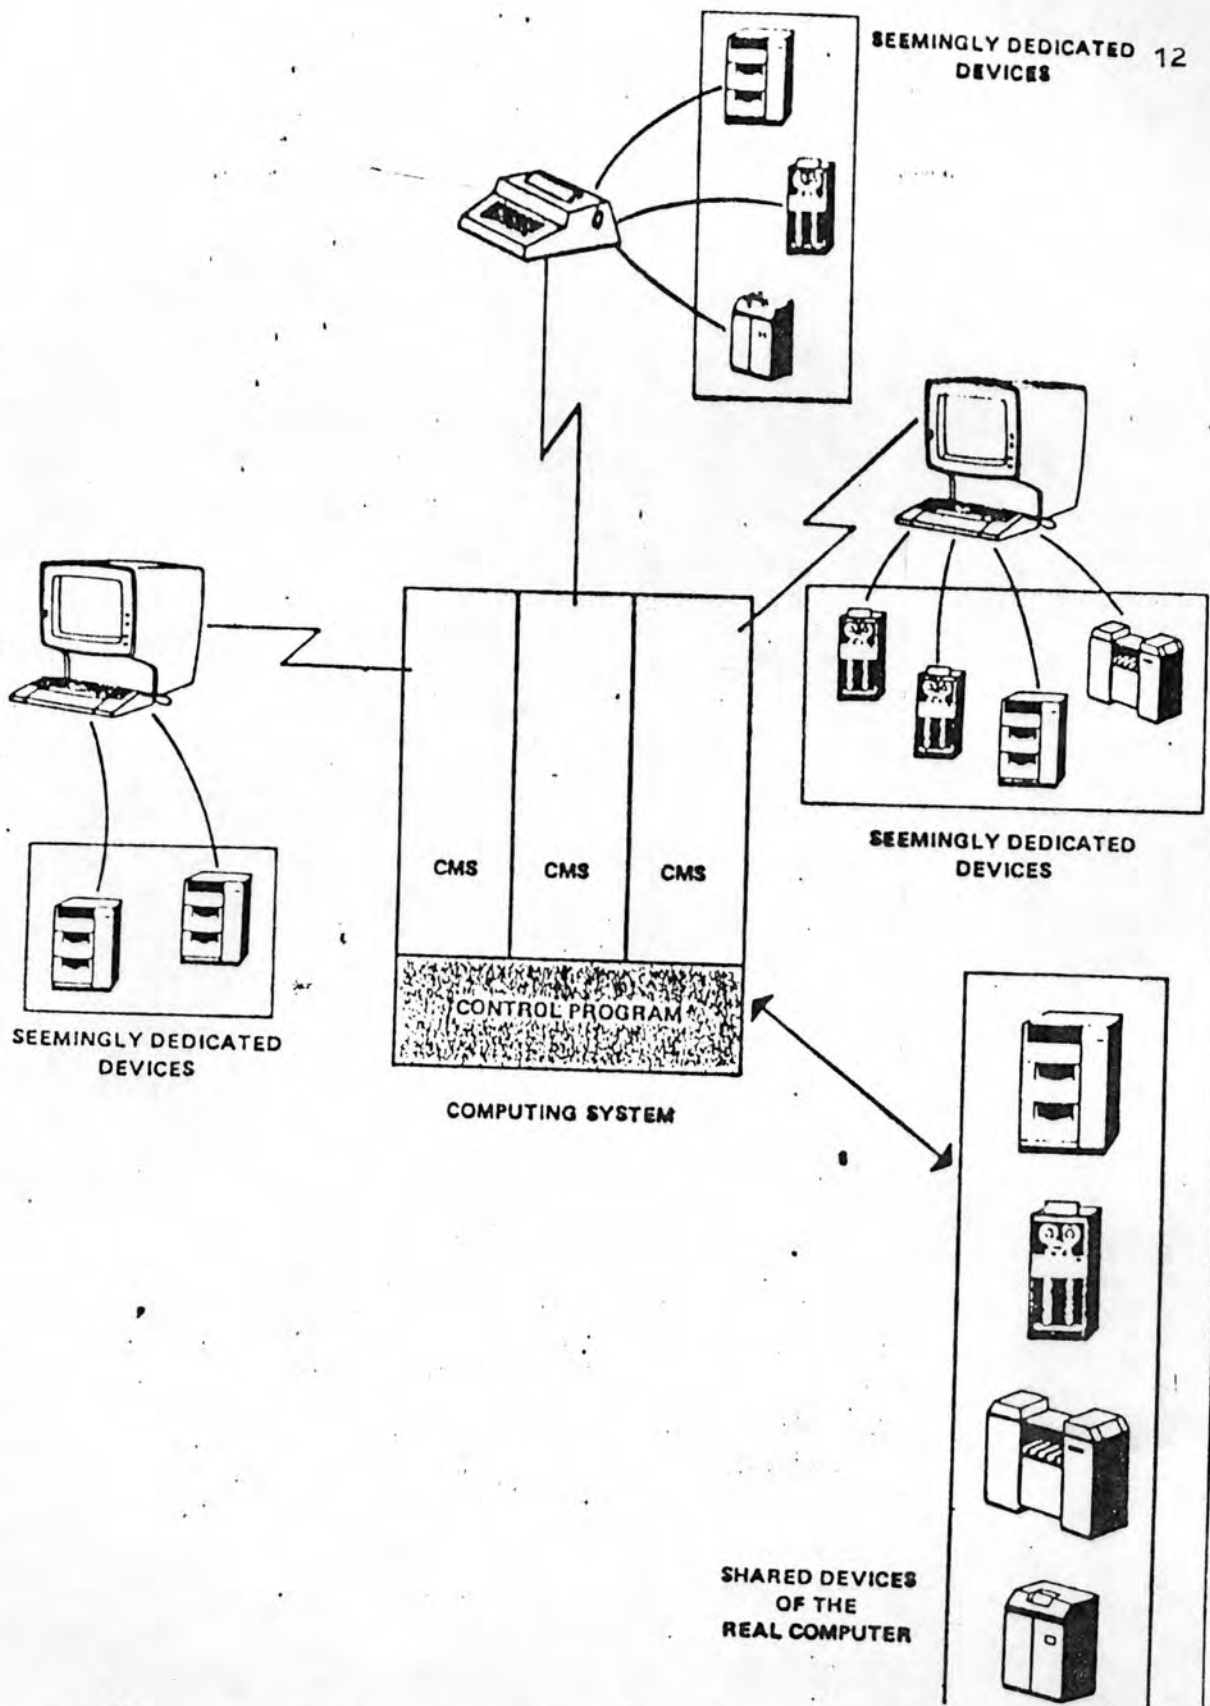 SEEMINGLY DEDICATED 12
DEVICES
SEEMINGLY DEDICATED
DEVICES
CMS CMS CMS
CONTROL PROGRAM
SEEMINGLY DEDICATED
DEVICES
COMPUTING SYSTEM
SHARED DEVICES
OF THE
REAL COMPUTER